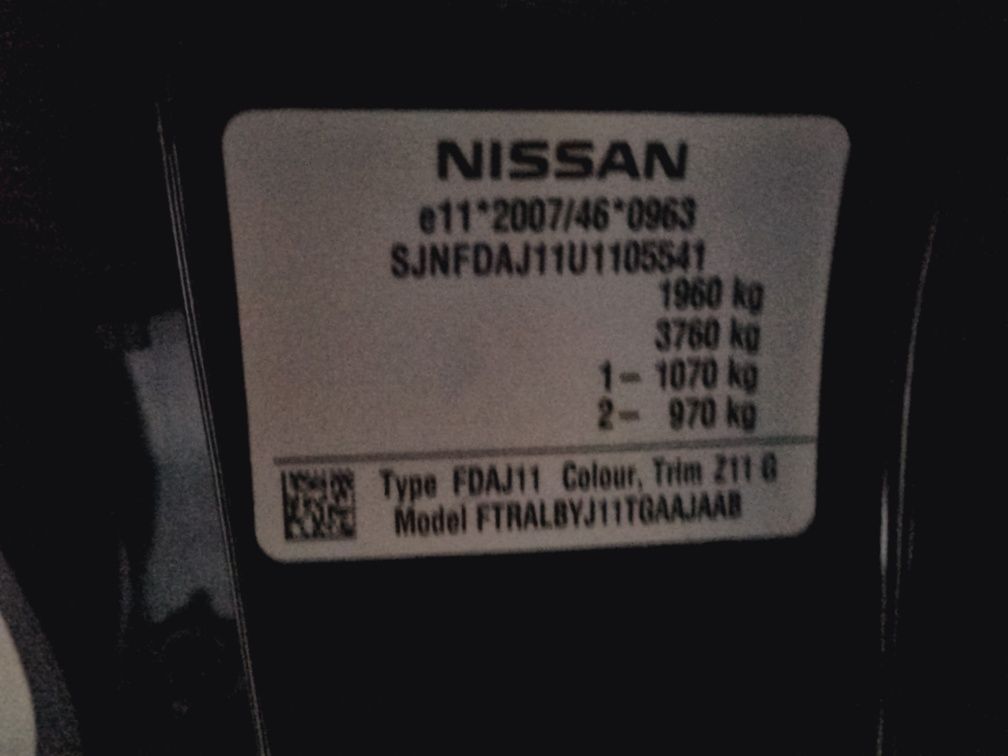 NISSAN
e11*2007/46*0963
SJNFDAJ11U1105541
1960 kg
3760 kg
1- 1070 kg
2- 970 kg
Type FDAJ11 Colour, Trim Z11 G
Model FTRALBYJ11TGAAJAAB